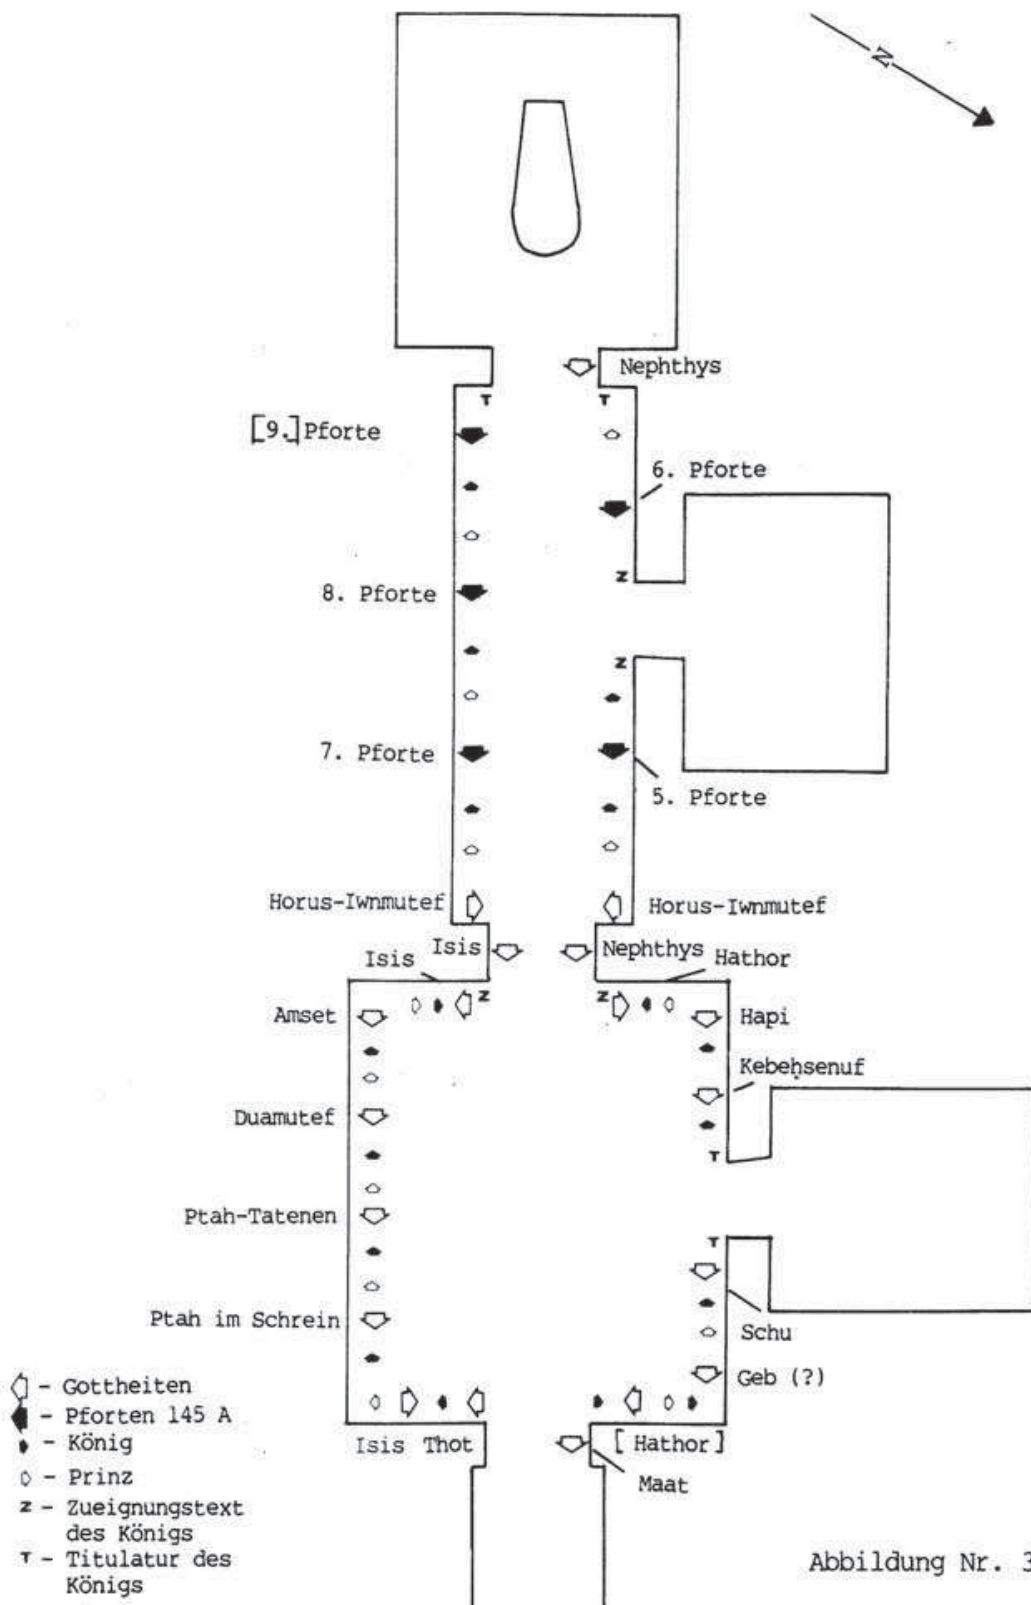 N
Nephthys
T T
[9.] Pforte
6. Pforte
8. Pforte
Z
Z
7. Pforte
5. Pforte
Horus-Iwnmutef Horus-Iwnmutef
Isis Nephthys
Isis Hathor
Z Z
Amset Hapi
Kebehsenuf
Duamutef
T
Ptah-Tatenen
T
Ptah im Schrein
Schu
Geb (?)
Isis Thot [Hathor]
Maat
- Gottheiten
- Pforten 145 A
- König
- Prinz
Z - Zueignungstext
des Königs
T - Titulatur des
Königs
Abbildung Nr. 3